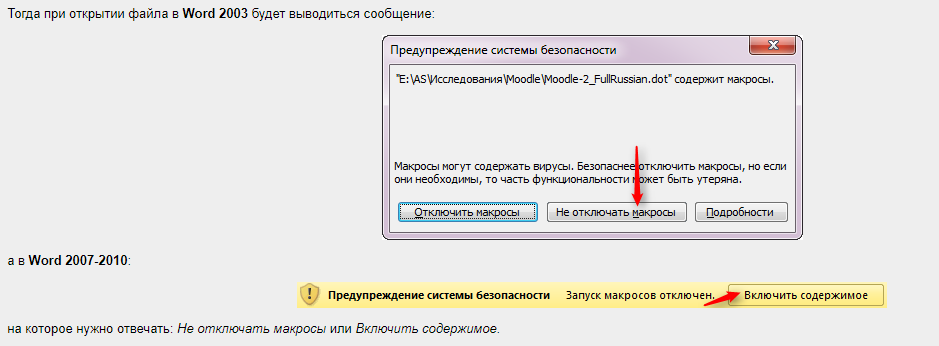 Тогда при открытии файла в Word 2003 будет выводиться сообщение:
Предупреждение системы безопасности
"E:\AS\Исследования\Moodle\Moodle-2_FullRussian.dot" содержит макросы.
Макросы могут содержать вирусы. Безопаснее отключить макросы, но если
они необходимы, то часть функциональности может быть утеряна.
Отключить макросы Не отключать макросы Подробности
а в Word 2007-2010:
Предупреждение системы безопасности Запуск макросов отключен. Включить содержимое
на которое нужно отвечать: Не отключать макросы или Включить содержимое.